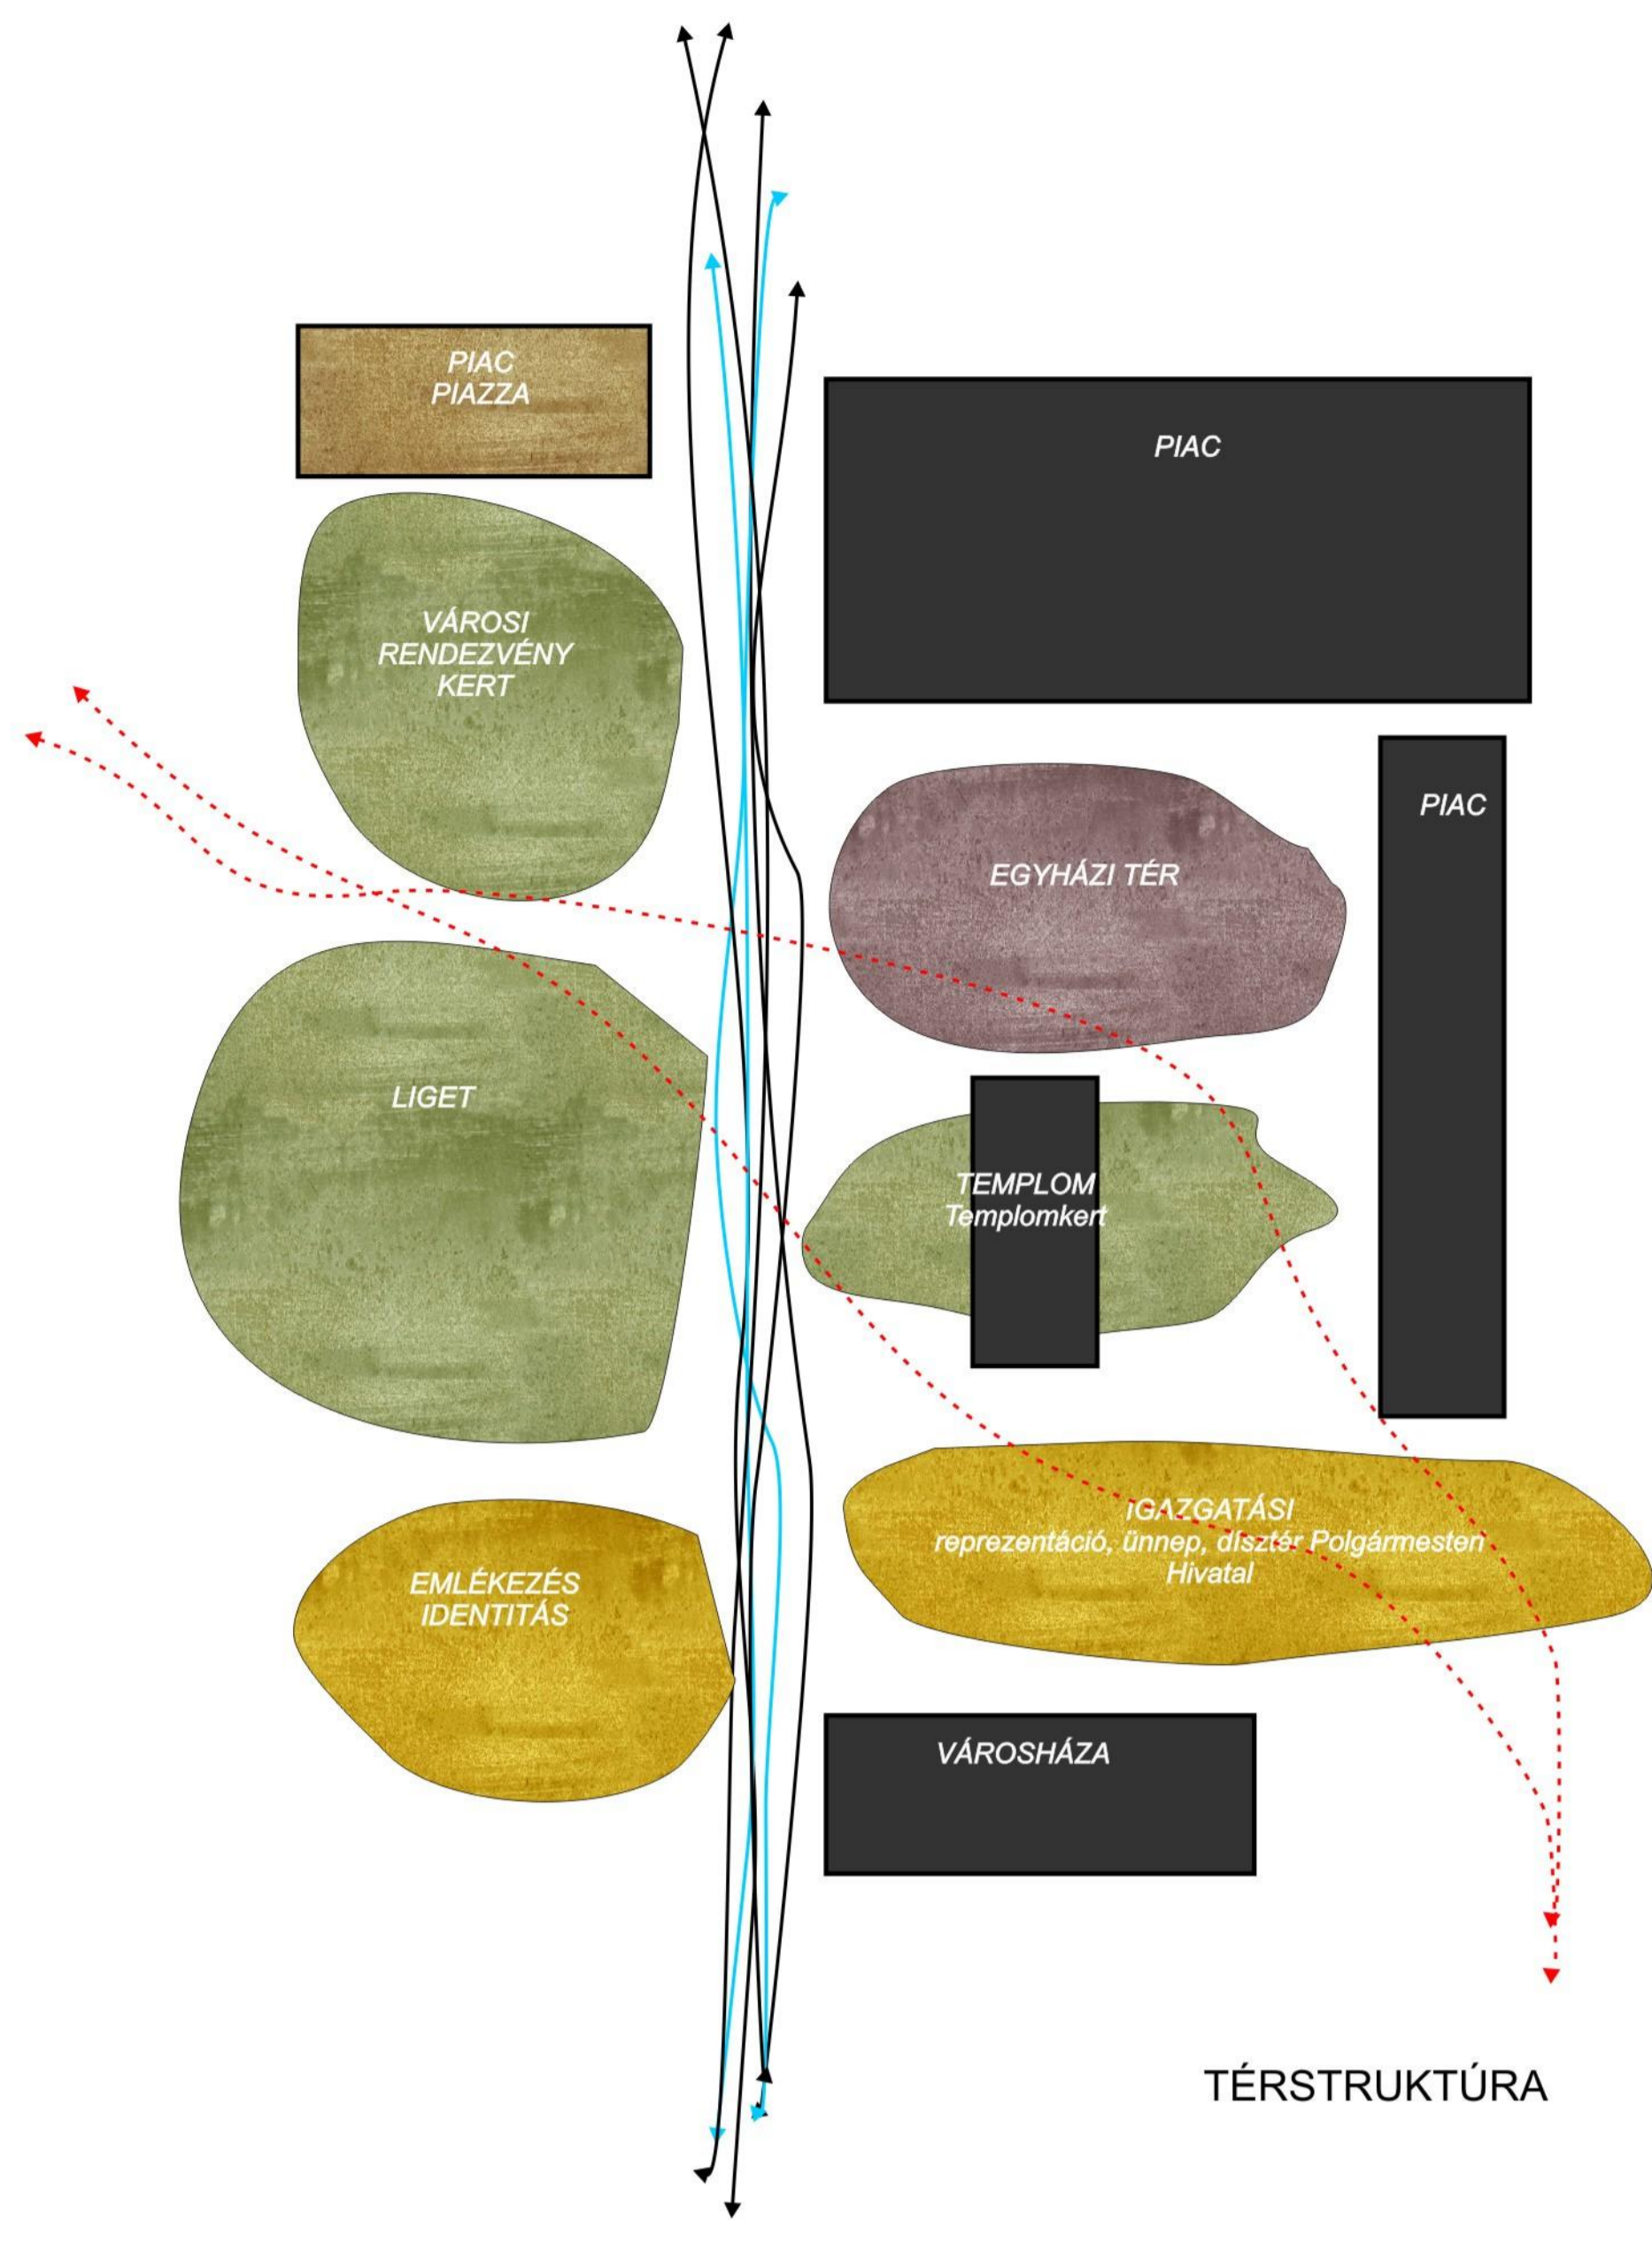 PIAC
PIAZZA
PIAC
VÁROSI
RENDEZVÉNY
KERT
PIAC
EGYHÁZI TÉR
LIGET
TEMPLOM
Templomkert
IGAZGATÁSI
reprezentáció, ünnep, dísztér Polgármesteri
Hivatal
EMLÉKEZÉS
IDENTITÁS
VÁROSHÁZA
TÉRSTRUKTÚRA